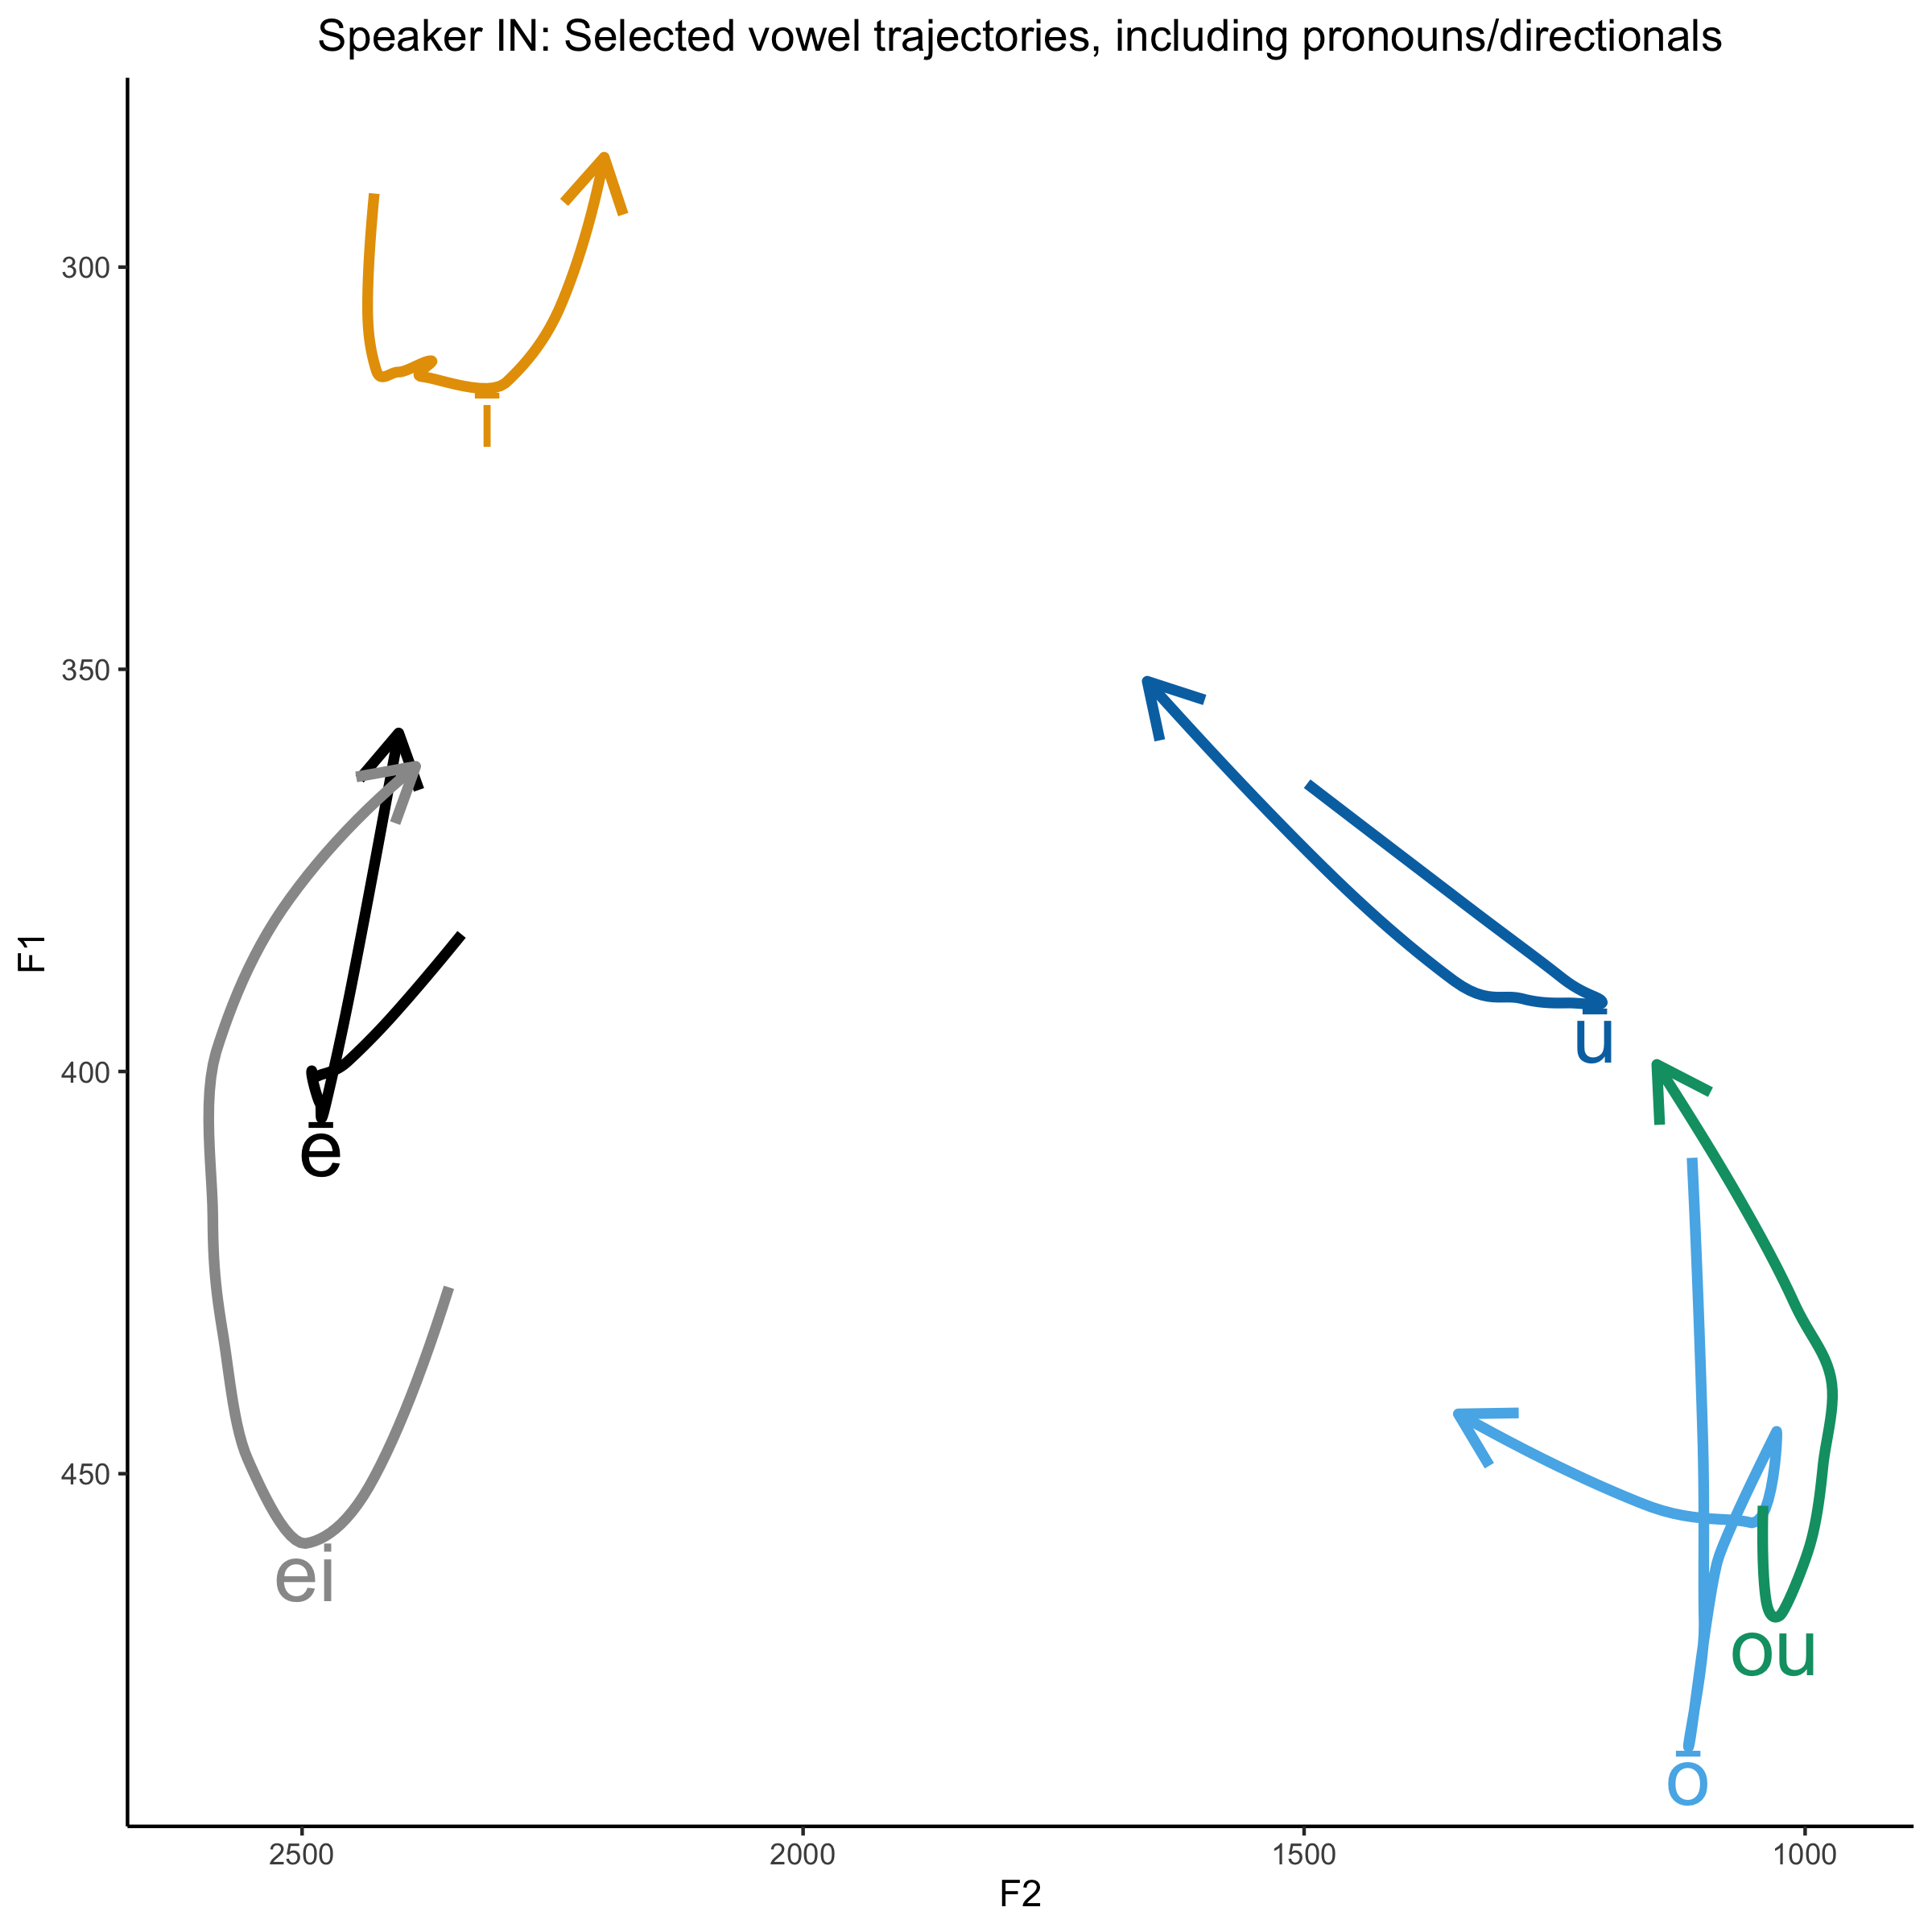 Speaker IN: Selected vowel trajectories, including pronouns/directionals
300
350
400
450
F1
ī
ē
ei
ū
ou
ō
2500
2000
1500
1000
F2